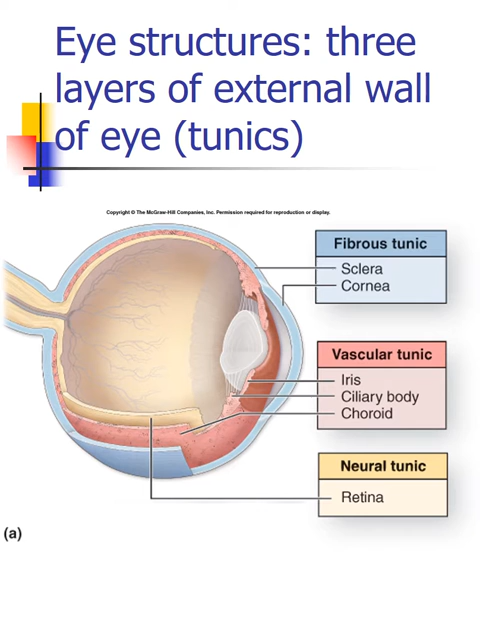 Eye structures: three
layers of external wall
of eye (tunics)
Copyright © The McGraw-Hill Companies, Inc. Permission required for reproduction or display.
Fibrous tunic
Sclera
Cornea
Vascular tunic
Iris
Ciliary body
Choroid
Neural tunic
Retina
(a)